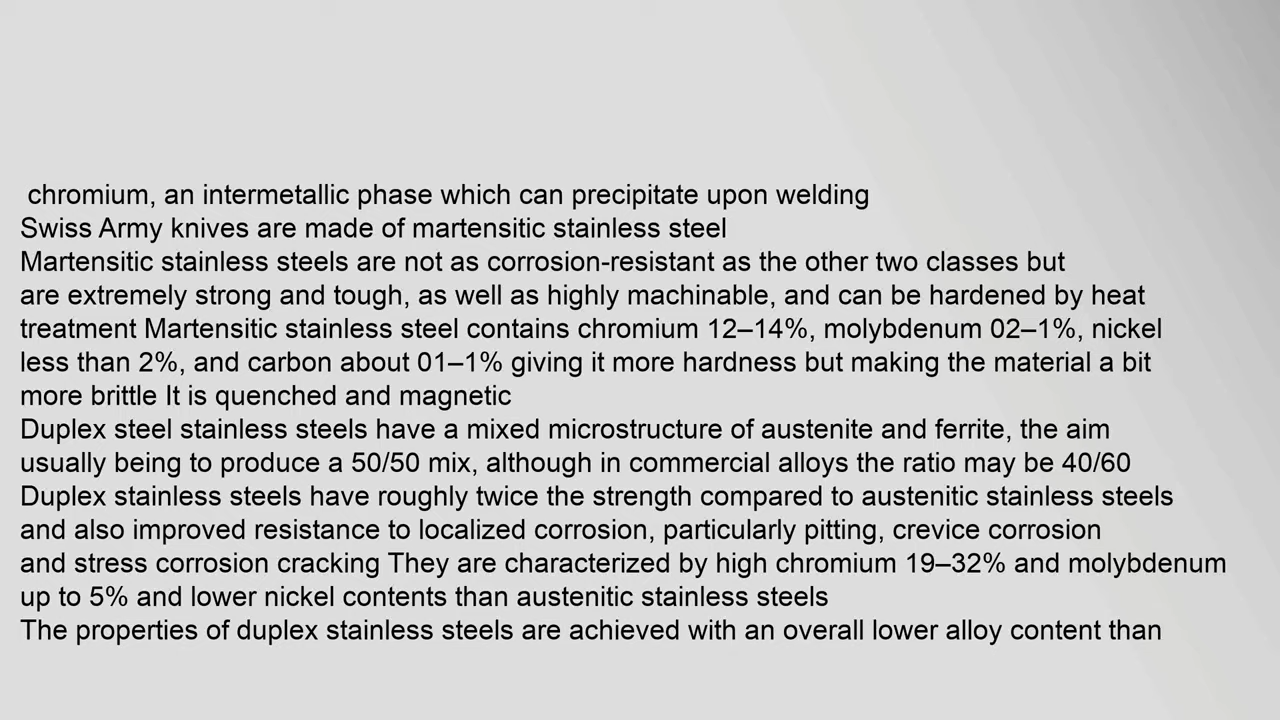 chromium, an intermetallic phase which can precipitate upon welding
Swiss Army knives are made of martensitic stainless steel
Martensitic stainless steels are not as corrosion-resistant as the other two classes but
are extremely strong and tough, as well as highly machinable, and can be hardened by heat
treatment Martensitic stainless steel contains chromium 12–14%, molybdenum 02–1%, nickel
less than 2%, and carbon about 01–1% giving it more hardness but making the material a bit
more brittle It is quenched and magnetic
Duplex steel stainless steels have a mixed microstructure of austenite and ferrite, the aim
usually being to produce a 50/50 mix, although in commercial alloys the ratio may be 40/60
Duplex stainless steels have roughly twice the strength compared to austenitic stainless steels
and also improved resistance to localized corrosion, particularly pitting, crevice corrosion
and stress corrosion cracking They are characterized by high chromium 19–32% and molybdenum
up to 5% and lower nickel contents than austenitic stainless steels
The properties of duplex stainless steels are achieved with an overall lower alloy content than